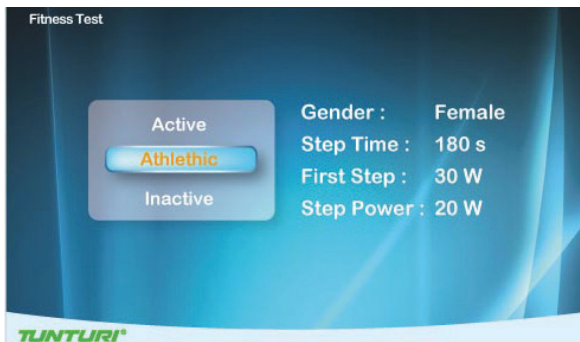 Fitness Test
Active
Athlethic
Inactive
Gender : Female
Step Time : 180 s
First Step : 30 W
Step Power : 20 W
TUNTURI®